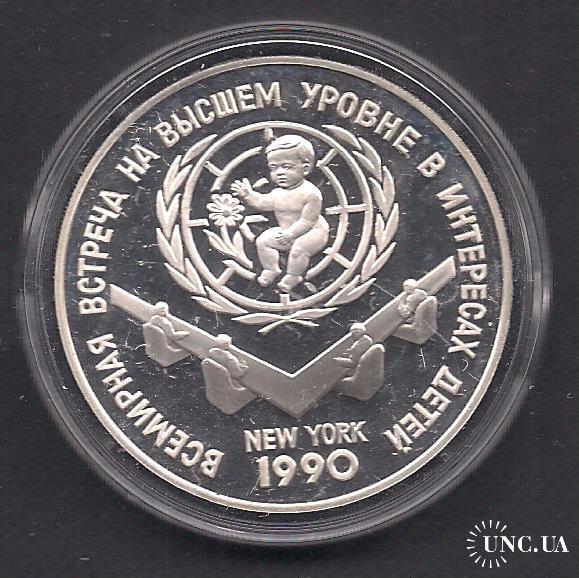 ВСЕМИРНАЯ ВСТРЕЧА НА ВЫСШЕМ УРОВНЕ В ИНТЕРЕСАХ ДЕТЕЙ
NEW YORK
1990
UNC.UA